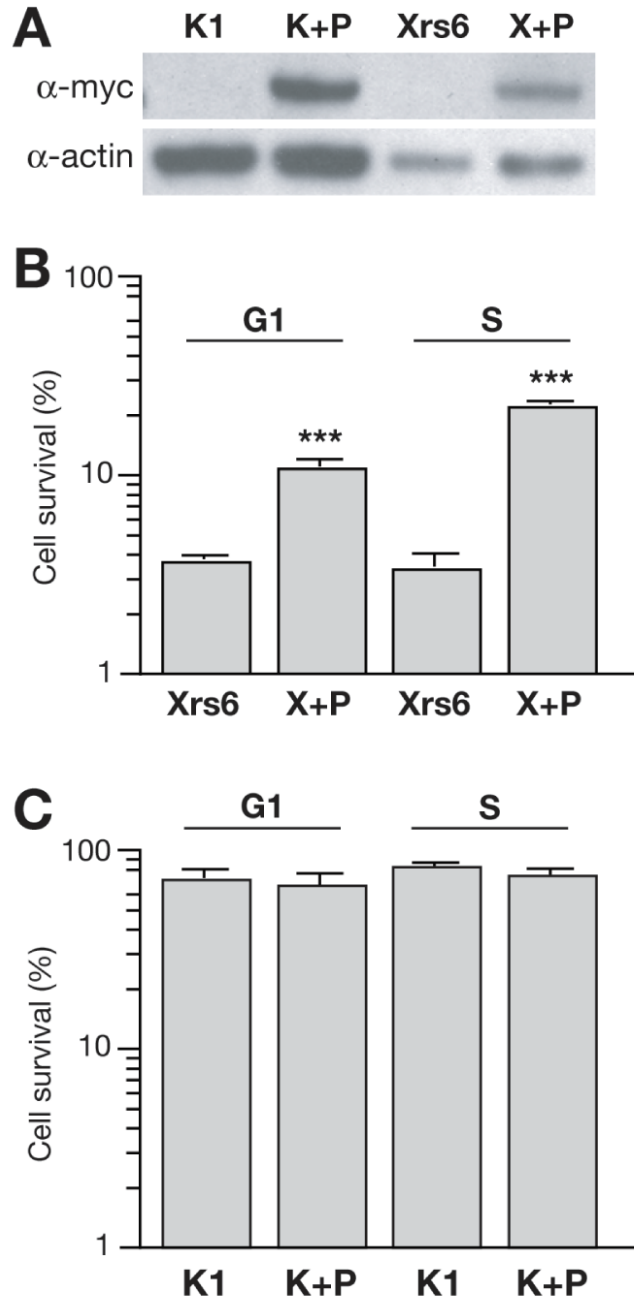 A
K1 K+P Xrs6 X+P
α-myc
α-actin
B
100
G1 S
***
***
Cell survival (%)
10
1
Xrs6 X+P Xrs6 X+P
C
G1 S
100
Cell survival (%)
10
1
K1 K+P K1 K+P